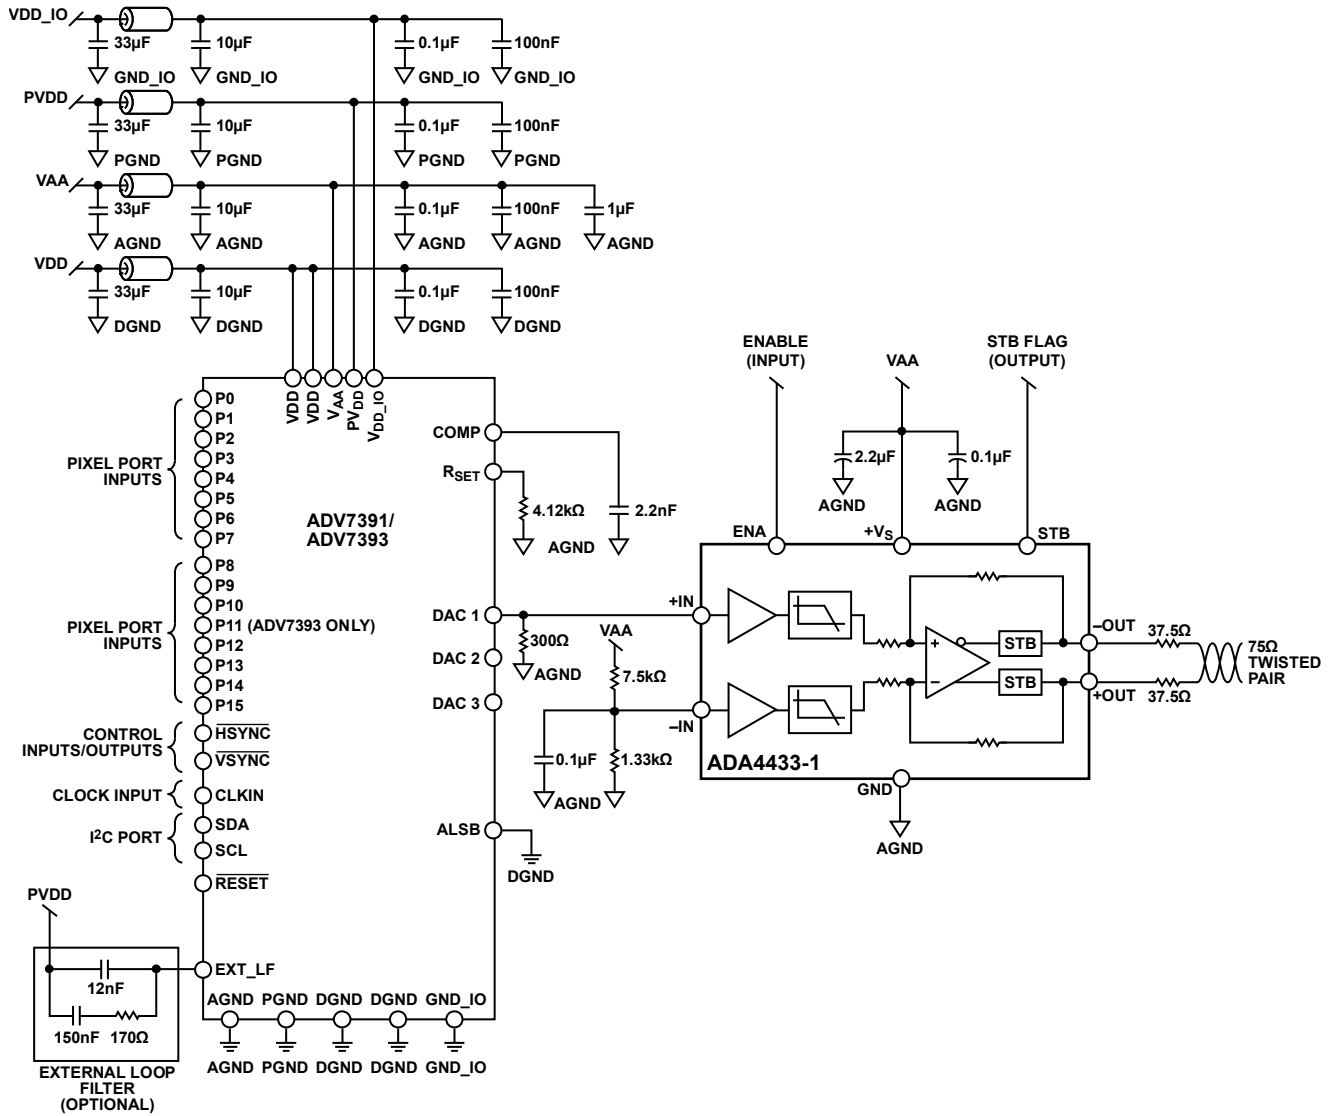 VDD_IO
33µF
10µF
0.1µF
100nF
GND_IO
GND_IO
GND_IO
GND_IO
PVDD
33µF
10µF
0.1µF
100nF
PGND
PGND
PGND
PGND
VAA
33µF
10µF
0.1µF
100nF
1µF
AGND
AGND
AGND
AGND
AGND
VDD
33µF
10µF
0.1µF
100nF
DGND
DGND
DGND
DGND
VDD
VDD
VAA
PVDD
VDD_IO
PIXEL PORT
INPUTS
P0
P1
P2
P3
P4
P5
P6
P7
PIXEL PORT
INPUTS
P8
P9
P10
P11 (ADV7393 ONLY)
P12
P13
P14
P15
CONTROL
INPUTS/OUTPUTS
HSYNC
VSYNC
CLOCK INPUT
CLKIN
I2C PORT
SDA
SCL
RESET
PVDD
EXT_LF
12nF
150nF
170Ω
EXTERNAL LOOP
FILTER
(OPTIONAL)
ADV7391/
ADV7393
AGND
PGND
DGND
DGND
GND_IO
AGND
PGND
DGND
DGND
GND_IO
COMP
RSET
4.12kΩ
2.2nF
AGND
DAC 1
DAC 2
DAC 3
300Ω
AGND
VAA
7.5kΩ
0.1µF
1.33kΩ
AGND
ALSB
DGND
ENABLE
(INPUT)
VAA
STB FLAG
(OUTPUT)
2.2µF
0.1µF
AGND
AGND
ENA
+VS
STB
+IN
–IN
+
–
STB
STB
–OUT
+OUT
37.5Ω
37.5Ω
75Ω
TWISTED
PAIR
ADA4433-1
GND
AGND